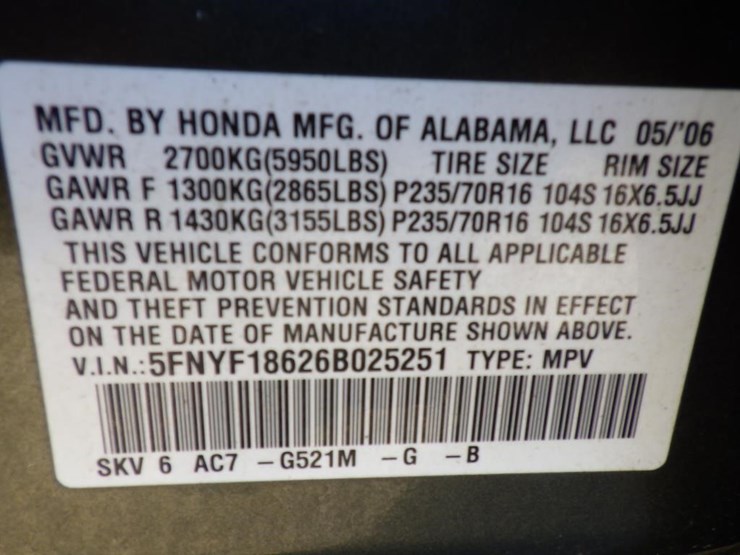 MFD. BY HONDA MFG. OF ALABAMA, LLC 05/'06
GVWR 2700KG(5950LBS) TIRE SIZE RIM SIZE
GAWR F 1300KG(2865LBS) P235/70R16 104S 16X6.5JJ
GAWR R 1430KG(3155LBS) P235/70R16 104S 16X6.5JJ
THIS VEHICLE CONFORMS TO ALL APPLICABLE
FEDERAL MOTOR VEHICLE SAFETY
AND THEFT PREVENTION STANDARDS IN EFFECT
ON THE DATE OF MANUFACTURE SHOWN ABOVE.
V.I.N.:5FNYF18626B025251 TYPE: MPV
SKV 6 AC7 -G521M -G -B